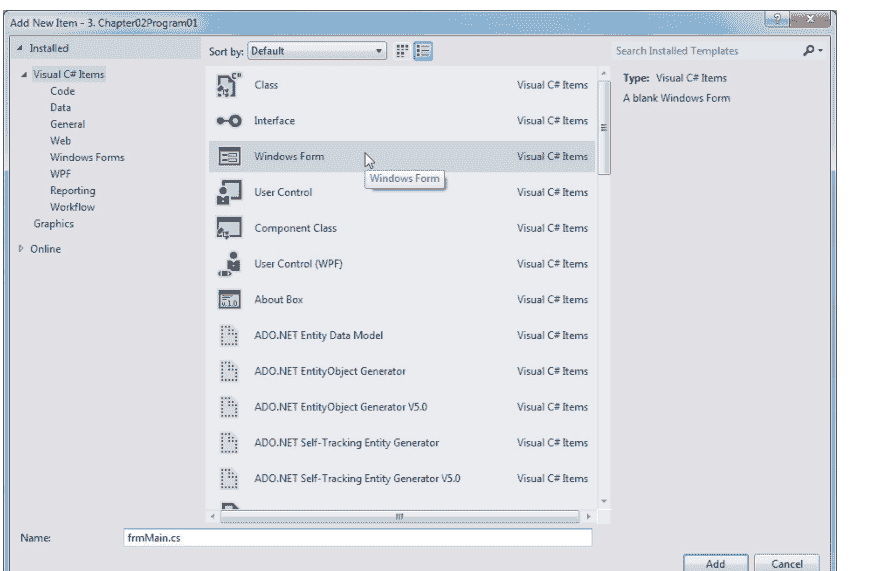 Add New Item - 3. Chapter02Program01
Installed
Sort by: Default
Search Installed Templates
Visual C# Items
Code
Data
General
Web
Windows Forms
WPF
Reporting
Workflow
Graphics
Online
Class Visual C# Items
Interface Visual C# Items
Windows Form Visual C# Items
Windows Form
User Control Visual C# Items
Component Class Visual C# Items
User Control (WPF) Visual C# Items
About Box Visual C# Items
ADO.NET Entity Data Model Visual C# Items
ADO.NET EntityObject Generator Visual C# Items
ADO.NET EntityObject Generator V5.0 Visual C# Items
ADO.NET Self-Tracking Entity Generator Visual C# Items
ADO.NET Self-Tracking Entity Generator V5.0 Visual C# Items
Type: Visual C# Items
A blank Windows Form
Name: frmMain.cs
Add Cancel